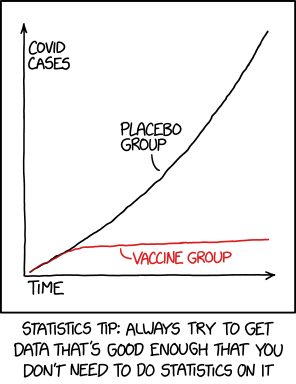 COVID
CASES
PLACEBO
GROUP
VACCINE GROUP
TIME
STATISTICS TIP: ALWAYS TRY TO GET
DATA THAT'S GOOD ENOUGH THAT YOU
DON'T NEED TO DO STATISTICS ON IT